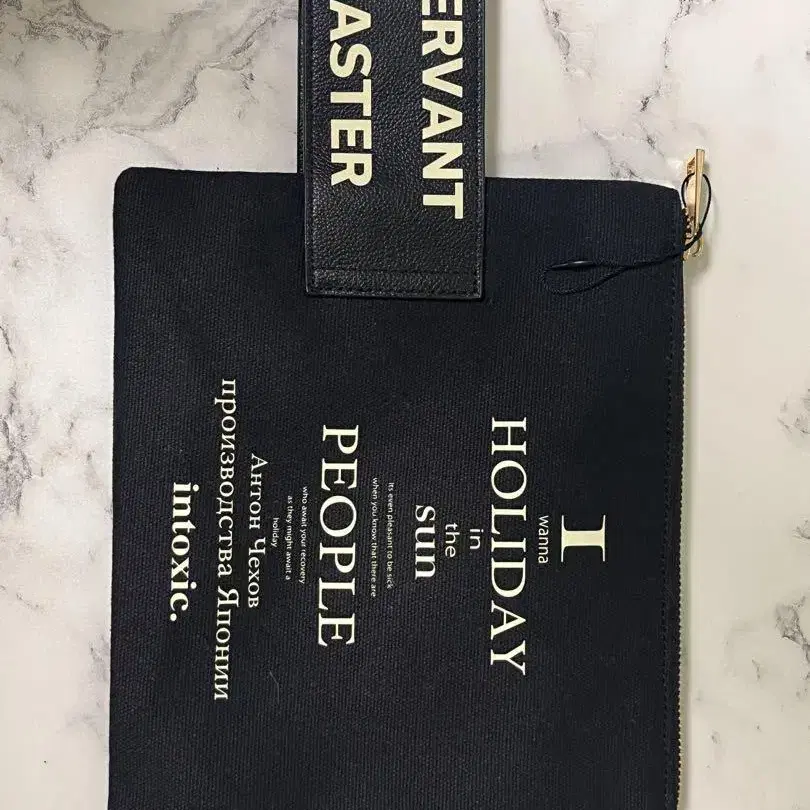 ERVANT
ASTER
I
wanna
HOLIDAY
in
the
sun
Its even pleasant to be sick
when you know that there are
PEOPLE
who await your recovery
as they might await a
holiday
Антон Чехов
производства Японии
intoxic.